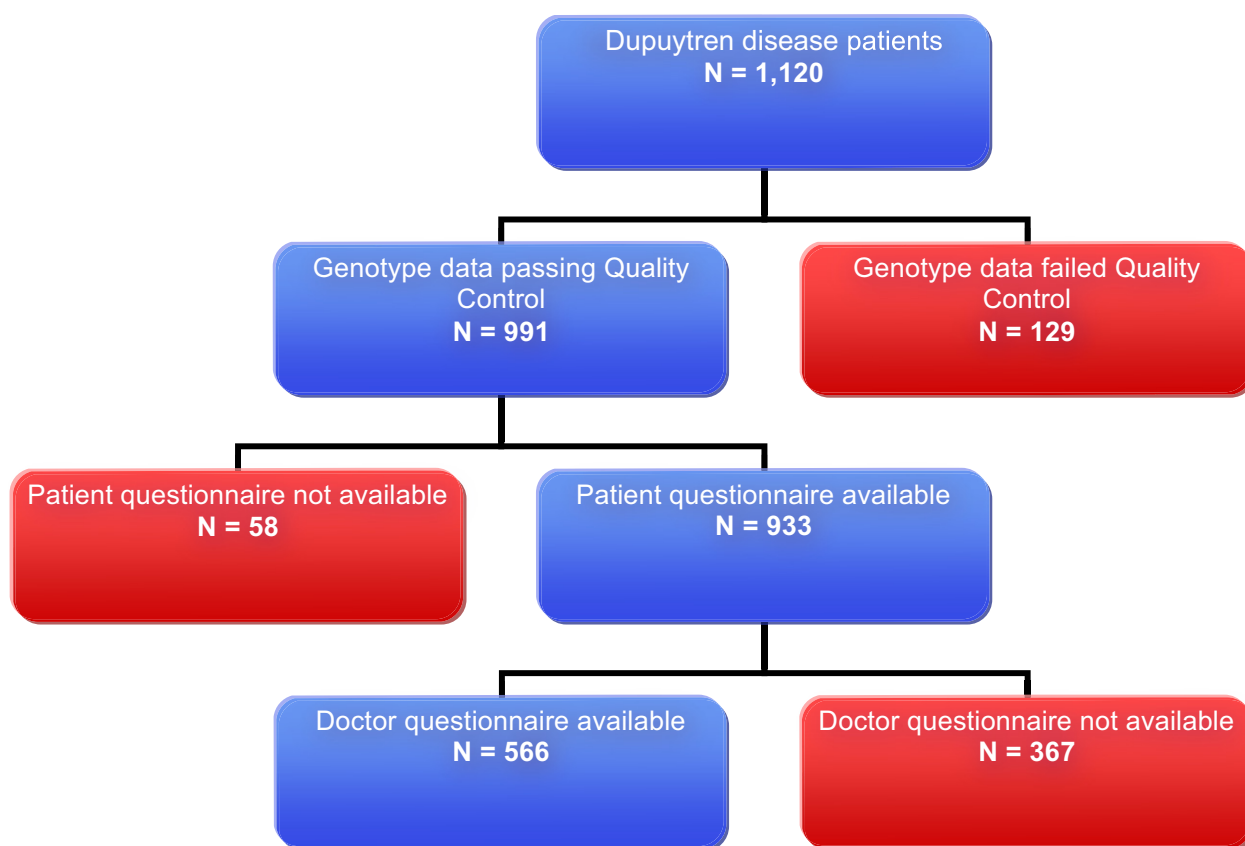 Dupuytren disease patients
N = 1,120
Genotype data passing Quality
Control
N = 991
Genotype data failed Quality
Control
N = 129
Patient questionnaire not available
N = 58
Patient questionnaire available
N = 933
Doctor questionnaire available
N = 566
Doctor questionnaire not available
N = 367